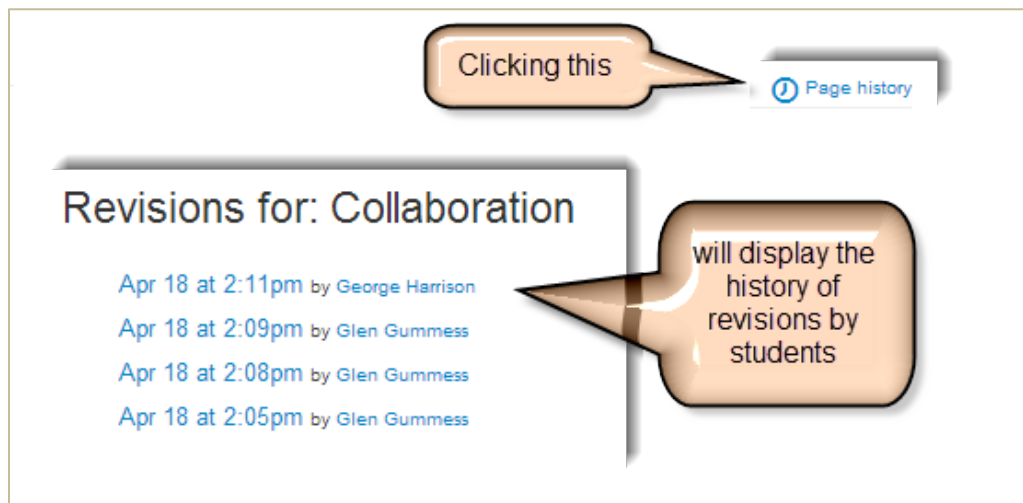 Clicking this
Page history
Revisions for: Collaboration
Apr 18 at 2:11pm by George Harrison
Apr 18 at 2:09pm by Glen Gummess
Apr 18 at 2:08pm by Glen Gummess
Apr 18 at 2:05pm by Glen Gummess
will display the
history of
revisions by
students